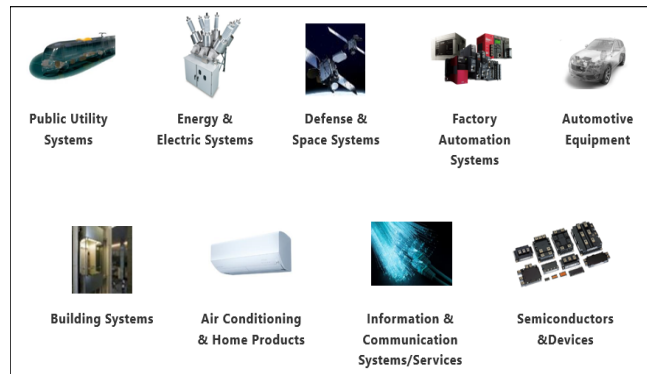 Public Utility
Systems
Energy &
Electric Systems
Defense &
Space Systems
Factory
Automation
Systems
Automotive
Equipment
Building Systems
Air Conditioning
& Home Products
Information &
Communication
Systems/Services
Semiconductors
&Devices